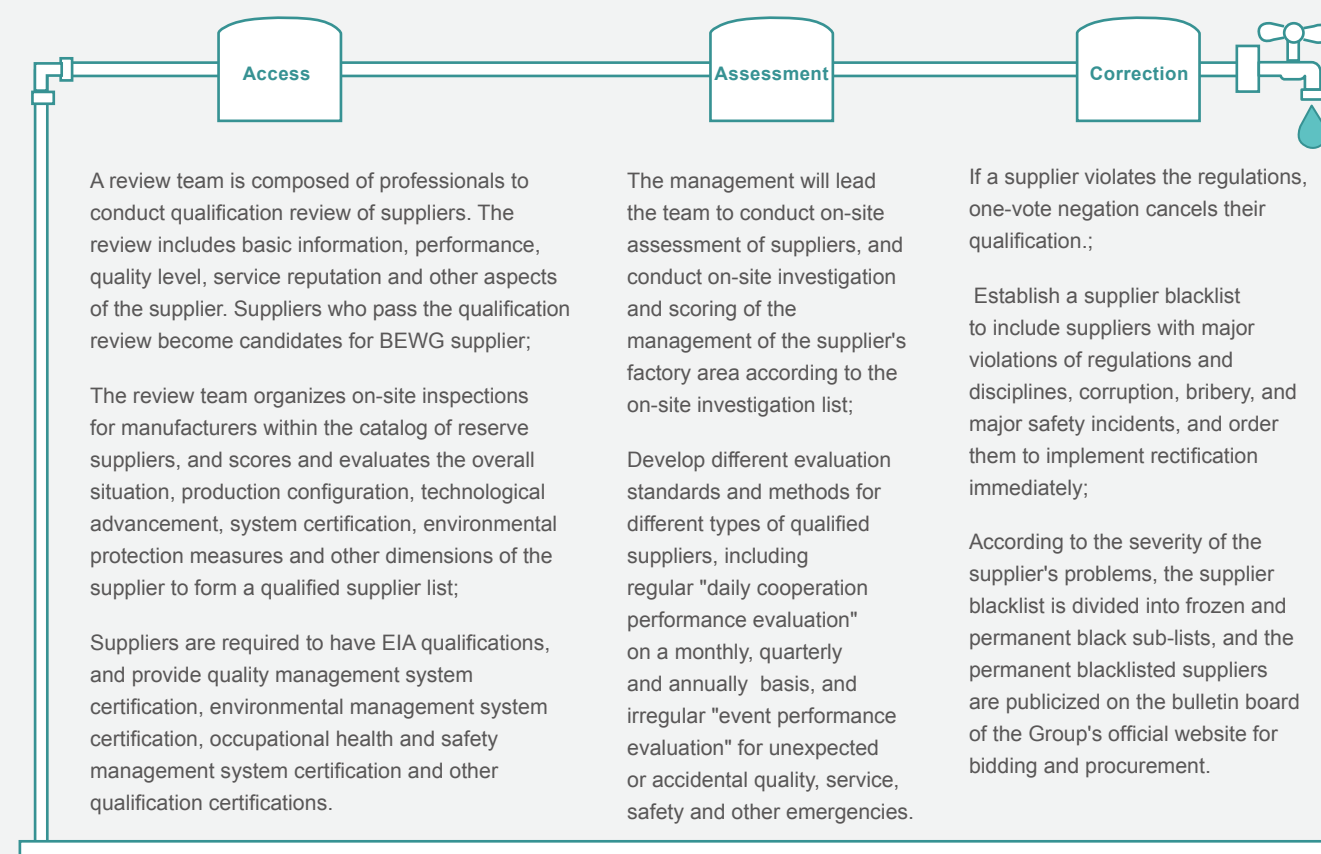 Access
A review team is composed of professionals to
conduct qualification review of suppliers. The
review includes basic information, performance,
quality level, service reputation and other aspects
of the supplier. Suppliers who pass the qualification
review become candidates for BEWG supplier;
The review team organizes on-site inspections
for manufacturers within the catalog of reserve
suppliers, and scores and evaluates the overall
situation, production configuration, technological
advancement, system certification, environmental
protection measures and other dimensions of the
supplier to form a qualified supplier list;
Suppliers are required to have EIA qualifications,
and provide quality management system
certification, environmental management system
certification, occupational health and safety
management system certification and other
qualification certifications.
Assessment
The management will lead
the team to conduct on-site
assessment of suppliers, and
conduct on-site investigation
and scoring of the
management of the supplier's
factory area according to the
on-site investigation list;
Develop different evaluation
standards and methods for
different types of qualified
suppliers, including
regular "daily cooperation
performance evaluation"
on a monthly, quarterly
and annually  basis, and
irregular "event performance
evaluation" for unexpected
or accidental quality, service,
safety and other emergencies.
Correction
If a supplier violates the regulations,
one-vote negation cancels their
qualification.;
Establish a supplier blacklist
to include suppliers with major
violations of regulations and
disciplines, corruption, bribery, and
major safety incidents, and order
them to implement rectification
immediately;
According to the severity of the
supplier's problems, the supplier
blacklist is divided into frozen and
permanent black sub-lists, and the
permanent blacklisted suppliers
are publicized on the bulletin board
of the Group's official website for
bidding and procurement.